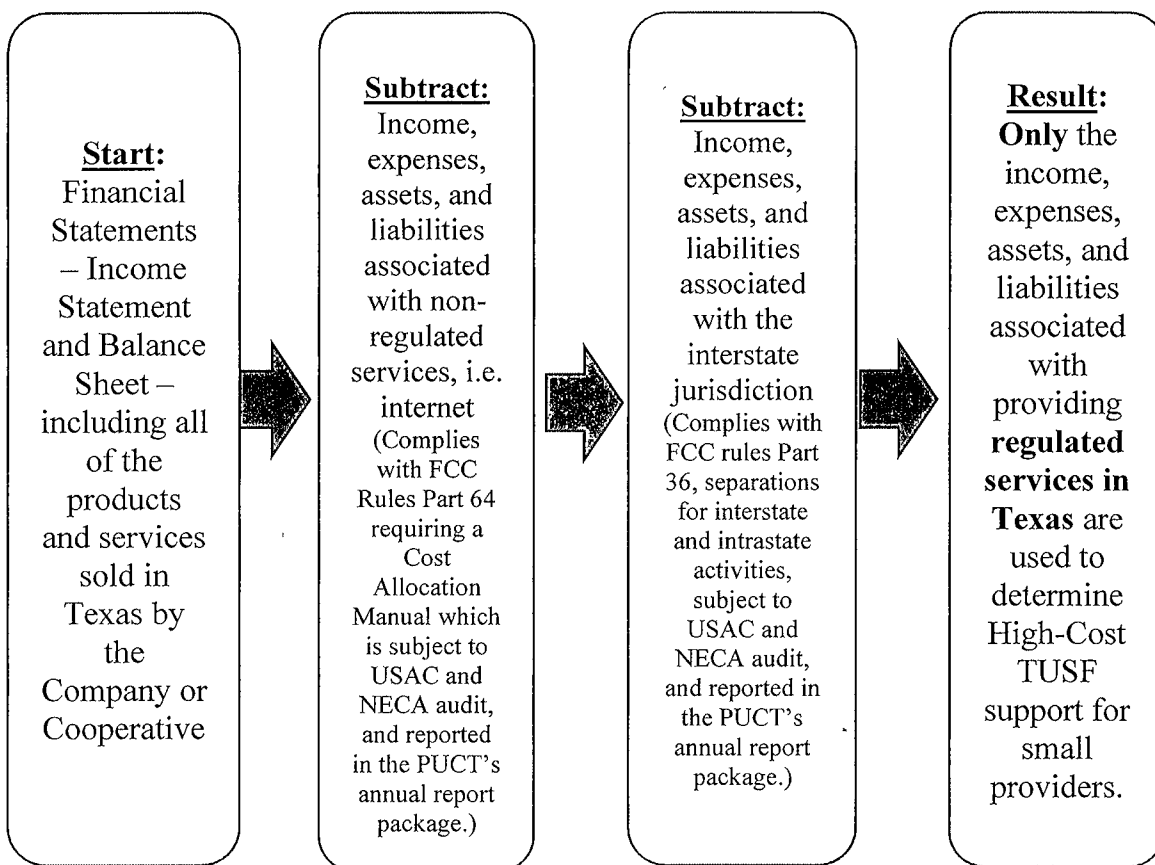 Start:
Financial
Statements
– Income
Statement
and Balance
Sheet –
including all
of the
products
and services
sold in
Texas by
the
Company or
Cooperative
Subtract:
Income,
expenses,
assets, and
liabilities
associated
with non-
regulated
services, i.e.
internet
(Complies
with FCC
Rules Part 64
requiring a
Cost
Allocation
Manual which
is subject to
USAC and
NECA audit,
and reported
in the PUCT's
annual report
package.)
Subtract:
Income,
expenses,
assets, and
liabilities
associated
with the
interstate
jurisdiction
(Complies with
FCC rules Part
36, separations
for interstate
and intrastate
activities,
subject to
USAC and
NECA audit,
and reported in
the PUCT's
annual report
package.)
Result:
Only the
income,
expenses,
assets, and
liabilities
associated
with
providing
regulated
services in
Texas are
used to
determine
High-Cost
TUSF
support for
small
providers.